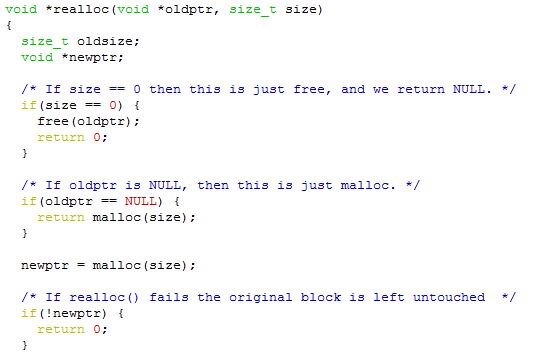 void *realloc(void *oldptr, size_t size)
{
size_t oldsize;
void *newptr;
/* If size == 0 then this is just free, and we return NULL. */
if(size == 0) {
free(oldptr);
return 0;
}
/* If oldptr is NULL, then this is just malloc. */
if(oldptr == NULL) {
return malloc(size);
}
newptr = malloc(size);
/* If realloc() fails the original block is left untouched  */
if(!newptr) {
return 0;
}